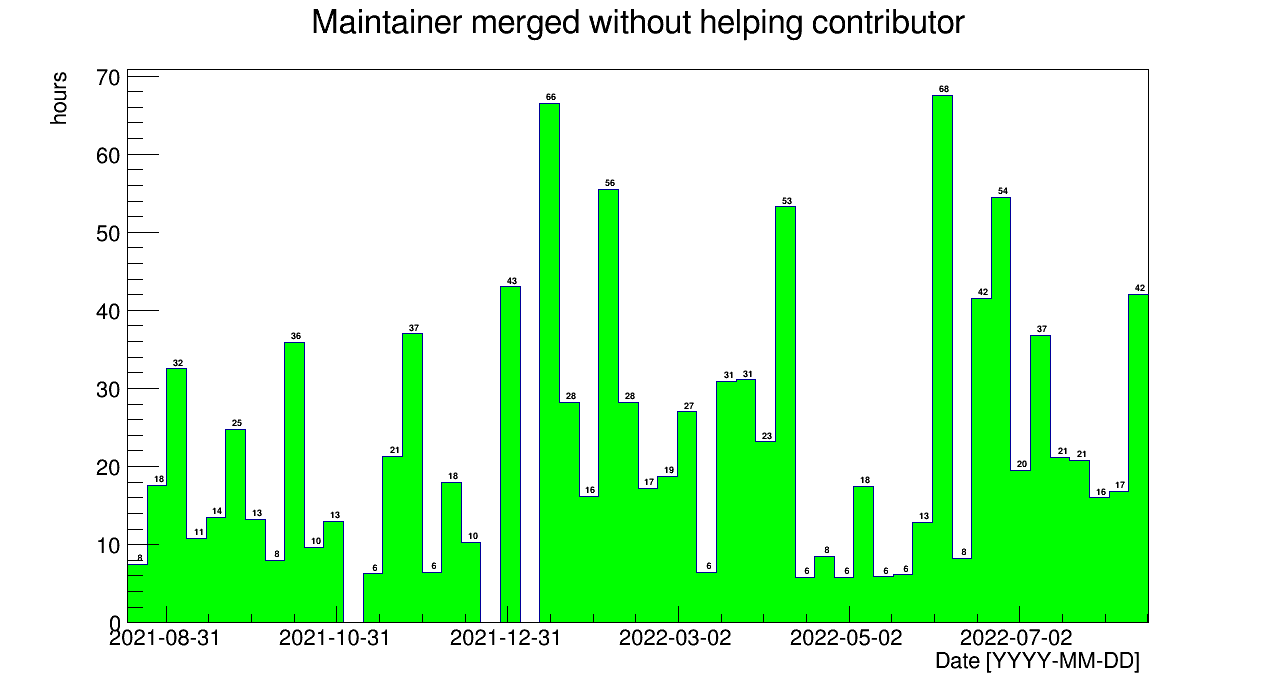 Maintainer merged without helping contributor
hours
70
60
50
40
30
20
10
0
8 18 32 11 14 25 13 8 36 10 13 6 21 37 6 18 10 43 66 28 16 56 28 17 19 27 6 31 31 23 53 6 8 6 18 6 6 13 68 8 42 54 20 37 21 21 16 17 42
2021-08-31 2021-10-31 2021-12-31 2022-03-02 2022-05-02 2022-07-02
Date [YYYY-MM-DD]